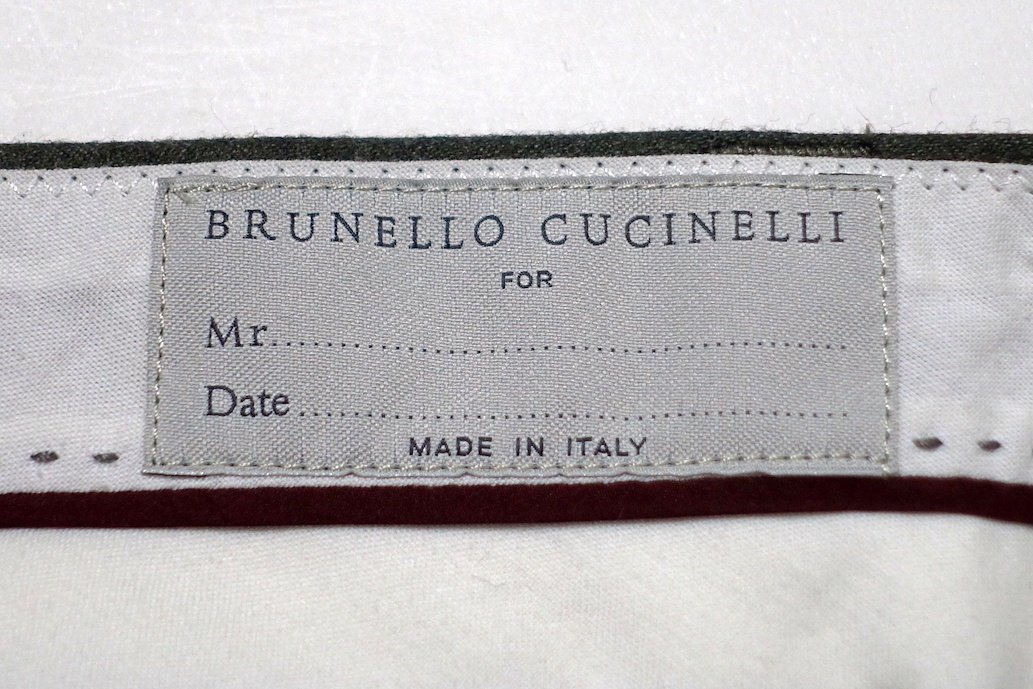 BRUNELLO CUCINELLI
FOR
Mr..........................................................
Date......................................................
MADE IN ITALY